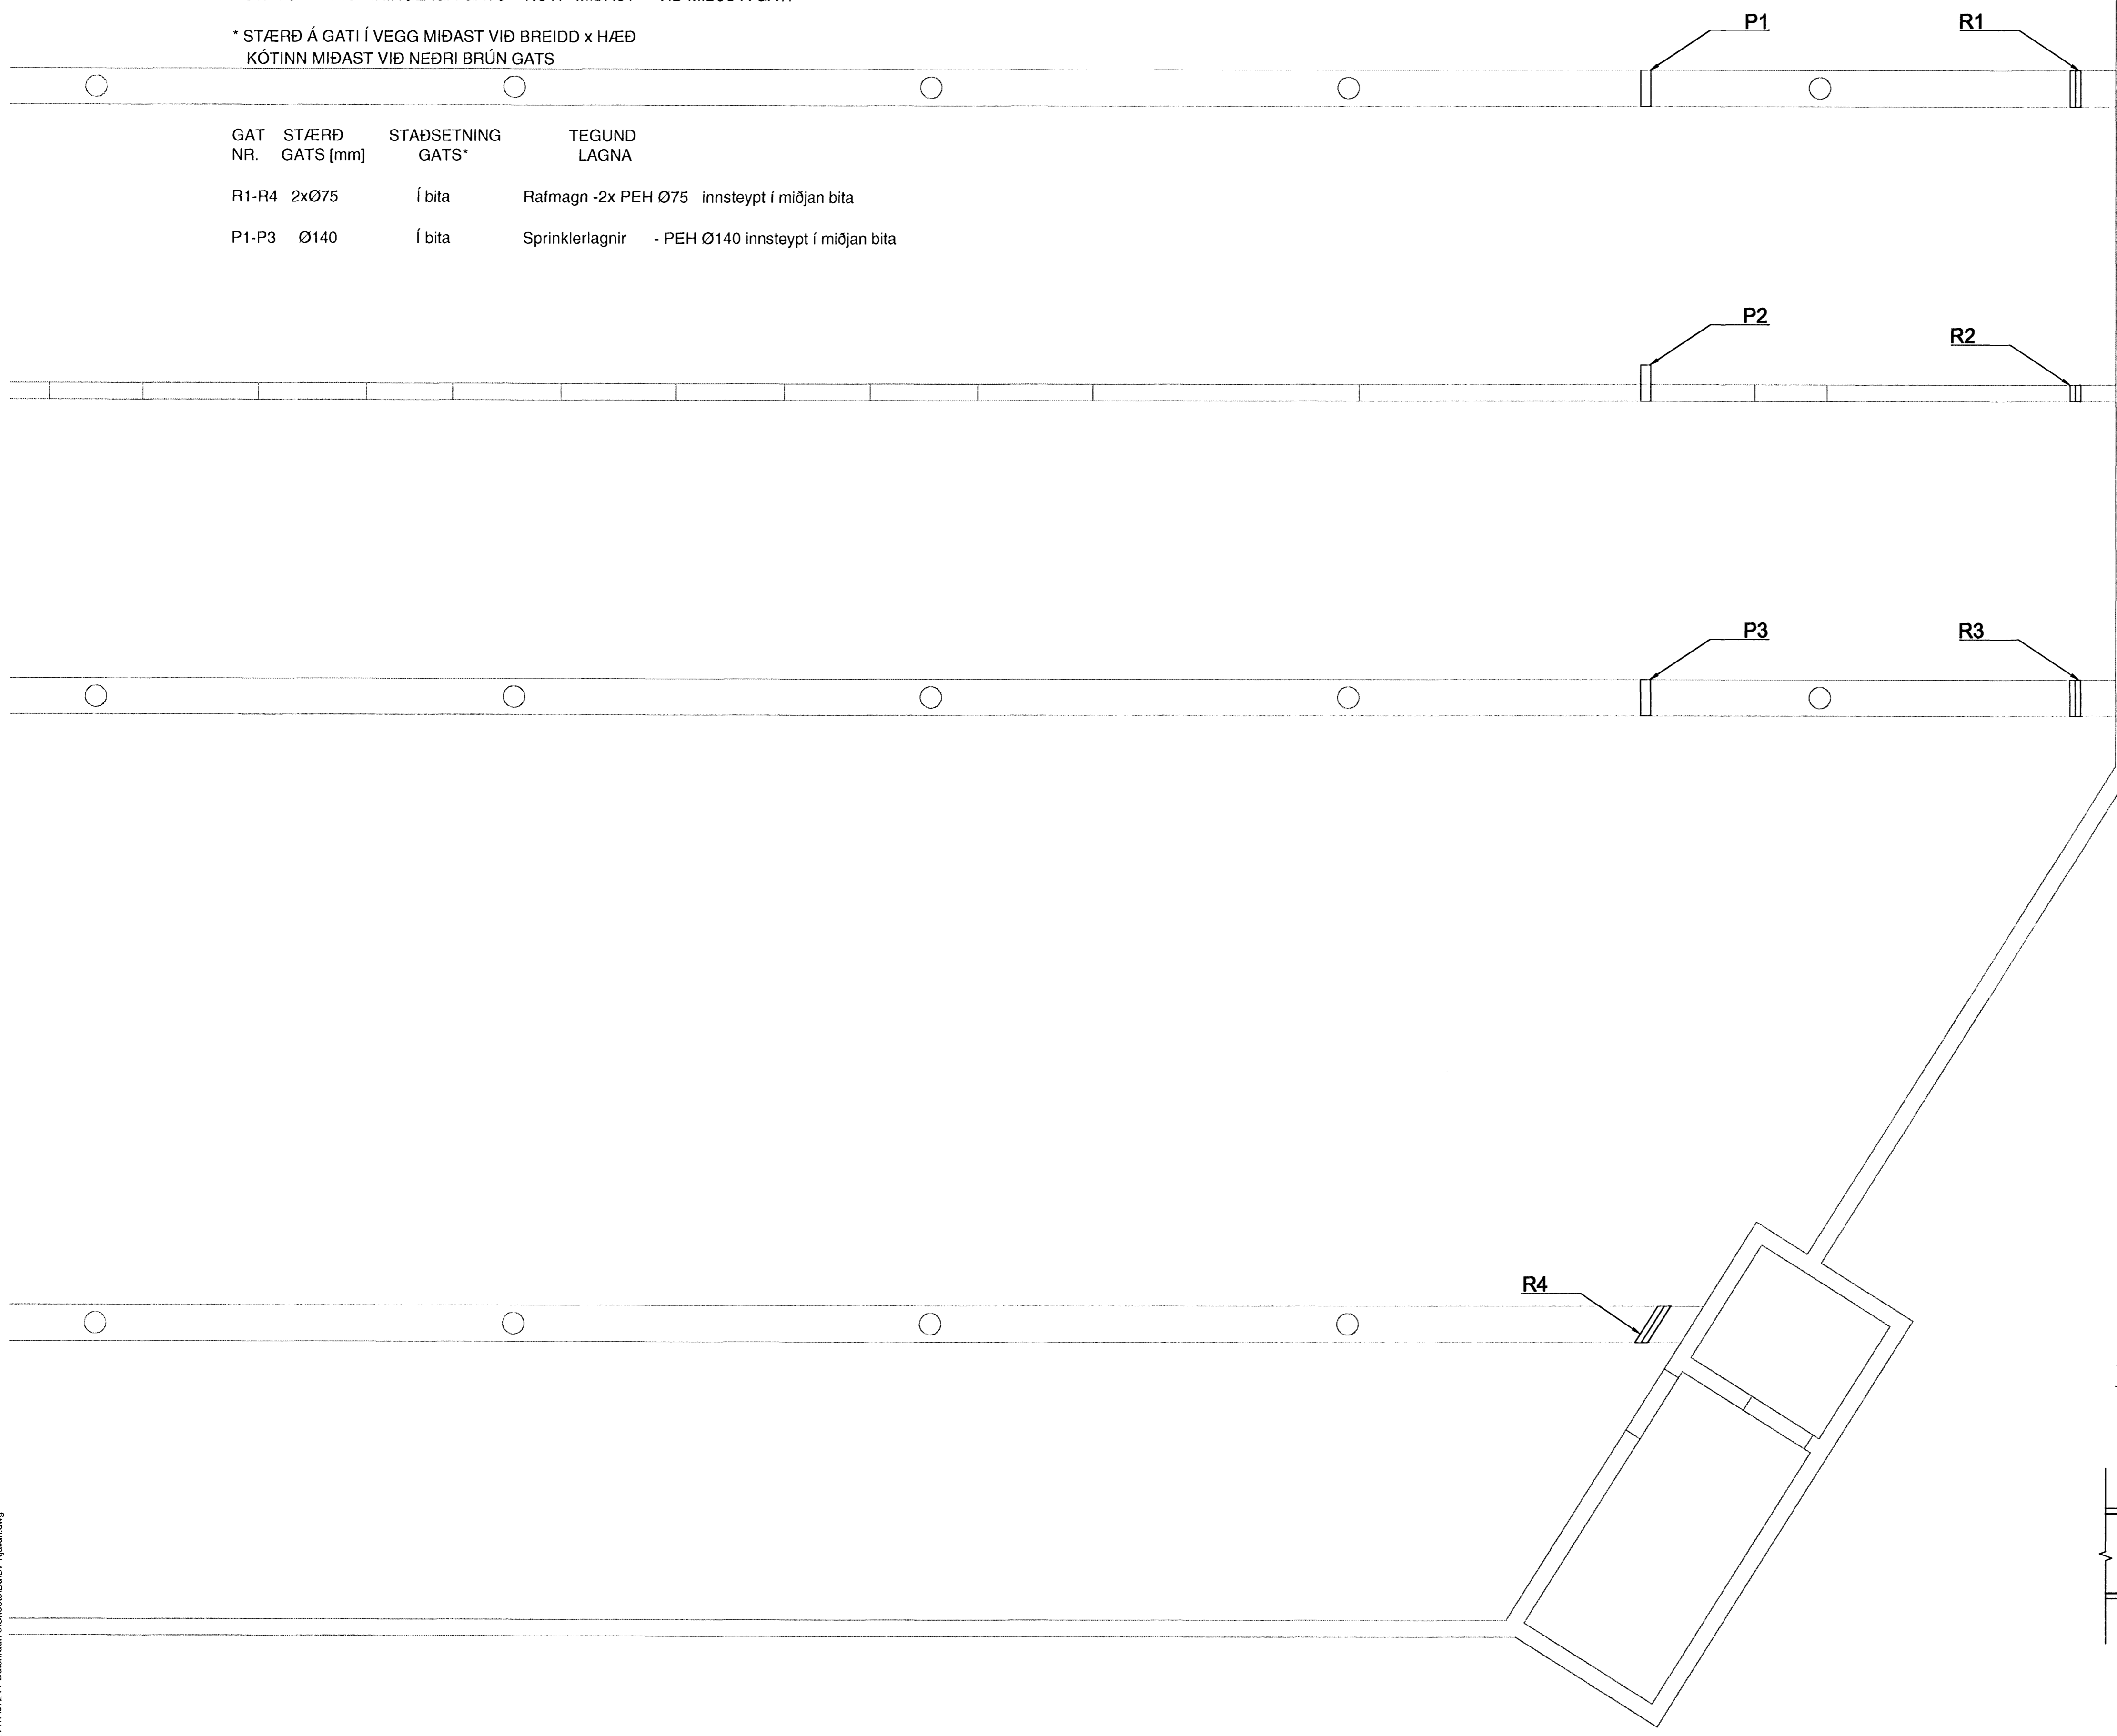 * STÆRÐ Á GATI Í VEGG MIÐAST VIÐ BREIDD x HÆÐ
KÓTINN MIÐAST VIÐ NEÐRI BRÚN GATS
P1
R1
GAT STÆRÐ STAÐSETNING TEGUND
NR. GATS [mm] GATS* LAGNA
R1-R4 2xØ75 Í bita Rafmagn -2x PEH Ø75 innsteypt í miðjan bita
P1-P3 Ø140 Í bita Sprinklerlagnir - PEH Ø140 innsteypt í miðjan bita
P2
R2
P3
R3
R4